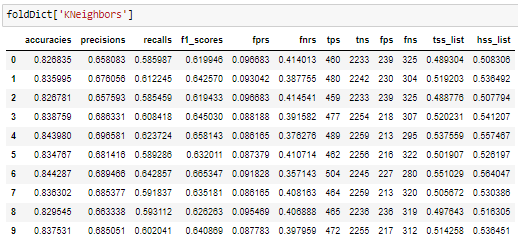 foldDict['KNeighbors']
accuracies precisions recalls f1_scores fprs fnrs tps tns fps fns tss_list hss_list
0 0.826835 0.658083 0.585987 0.619946 0.096683 0.414013 460 2233 239 325 0.489304 0.508306
1 0.835995 0.676056 0.612245 0.642570 0.093042 0.387755 480 2242 230 304 0.519203 0.536492
2 0.826781 0.657593 0.585459 0.619433 0.096683 0.414541 459 2233 239 325 0.488776 0.507794
3 0.838759 0.686331 0.608418 0.645030 0.088188 0.391582 477 2254 218 307 0.520231 0.541207
4 0.843980 0.696581 0.623724 0.658143 0.086165 0.376276 489 2259 213 295 0.537559 0.557467
5 0.834767 0.681416 0.589286 0.632011 0.087379 0.410714 462 2256 216 322 0.501907 0.526197
6 0.844287 0.689466 0.642857 0.665347 0.091828 0.357143 504 2245 227 280 0.551029 0.564047
7 0.836302 0.685377 0.591837 0.635181 0.086165 0.408163 464 2259 213 320 0.505672 0.530386
8 0.829545 0.663338 0.593112 0.626263 0.095469 0.406888 465 2236 236 319 0.497643 0.516305
9 0.837531 0.685051 0.602041 0.640869 0.087783 0.397959 472 2255 217 312 0.514258 0.536451